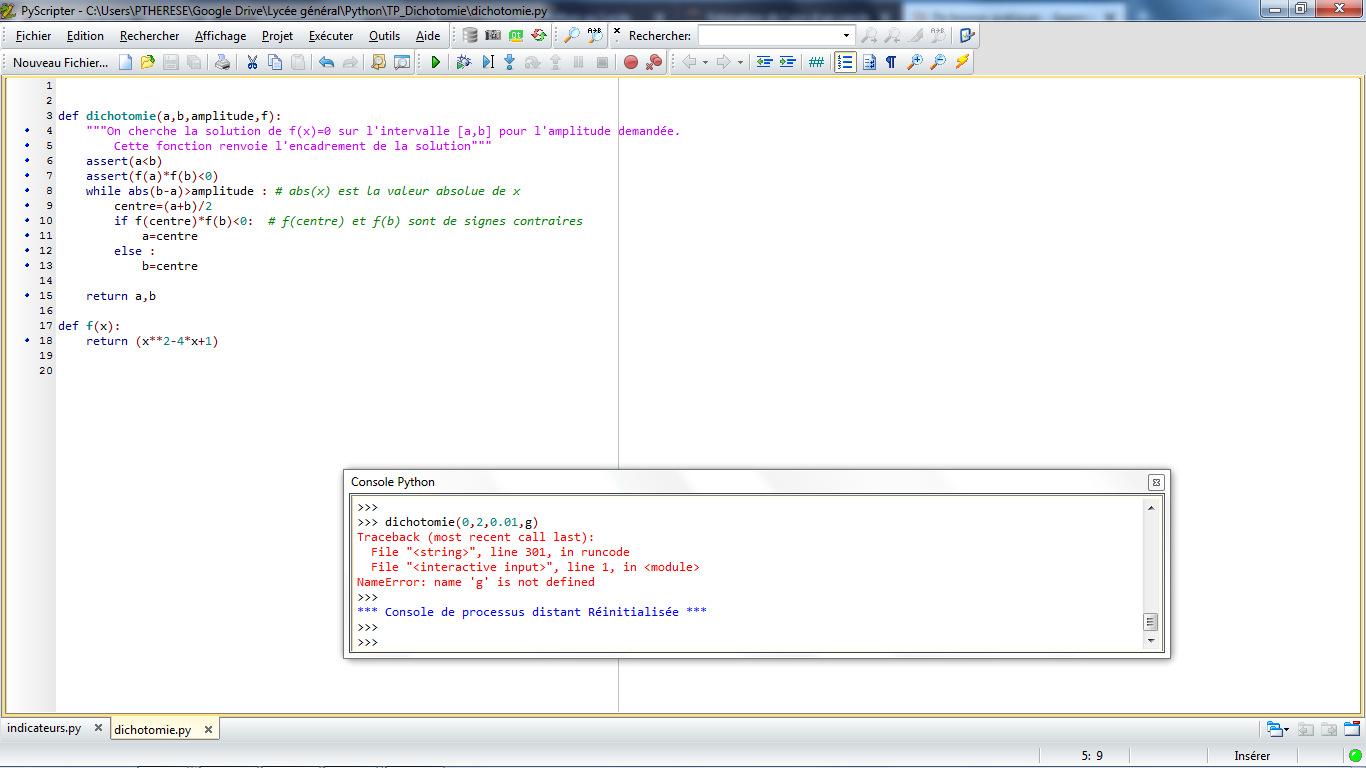 PyScripter - C:\Users\PTHERESE\Google Drive\Lycée général\Python\TP_Dichotomie\dichotomie.py
Fichier Edition Rechercher Affichage Projet Exécuter Outils Aide Rechercher:
Nouveau Fichier...
1
2
3 def dichotomie(a,b,amplitude,f):
4 """On cherche la solution de f(x)=0 sur l'intervalle [a,b] pour l'amplitude demandée.
5 Cette fonction renvoie l'encadrement de la solution"""
6 assert(a<b)
7 assert(f(a)*f(b)<0)
8 while abs(b-a)>amplitude : # abs(x) est la valeur absolue de x
9 centre=(a+b)/2
10 if f(centre)*f(b)<0: # f(centre) et f(b) sont de signes contraires
11 a=centre
12 else :
13 b=centre
14
15 return a,b
16
17 def f(x):
18 return (x**2-4*x+1)
19
20
Console Python
>>>
>>> dichotomie(0,2,0.01,g)
Traceback (most recent call last):
File "<string>", line 301, in runcode
File "<interactive input>", line 1, in <module>
NameError: name 'g' is not defined
>>>
*** Console de processus distant Réinitialisée ***
>>>
>>>
indicateurs.py dichotomie.py
5: 9 Insérer